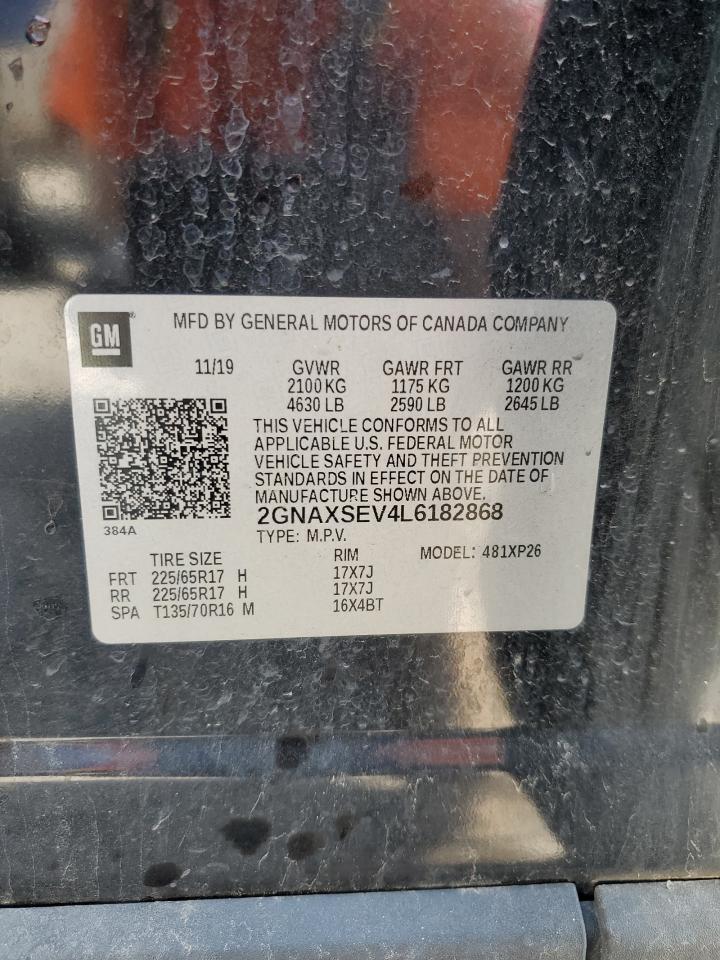 GM
MFD BY GENERAL MOTORS OF CANADA COMPANY
11/19 GVWR GAWR FRT GAWR RR
2100 KG 1175 KG 1200 KG
4630 LB 2590 LB 2645 LB
THIS VEHICLE CONFORMS TO ALL
APPLICABLE U.S. FEDERAL MOTOR
VEHICLE SAFETY AND THEFT PREVENTION
STANDARDS IN EFFECT ON THE DATE OF
MANUFACTURE SHOWN ABOVE.
2GNAXSEV4L6182868
384A
TYPE: M.P.V. MODEL: 481XP26
TIRE SIZE RIM
FRT 225/65R17 H 17X7J
RR 225/65R17 H 17X7J
SPA T135/70R16 M 16X4BT